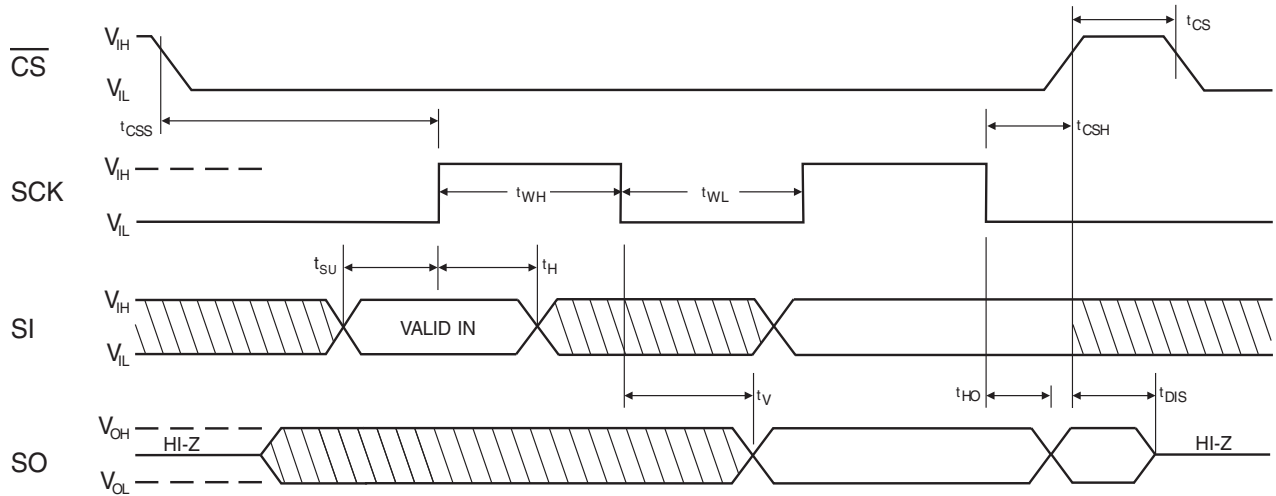 t_CS
V_IH
CS
V_IL
t_CSS
t_CSH
V_IH
SCK
t_WH
t_WL
V_IL
t_SU
t_H
V_IH
SI
VALID IN
V_IL
t_V
t_HO
t_DIS
V_OH
HI-Z
HI-Z
SO
V_OL